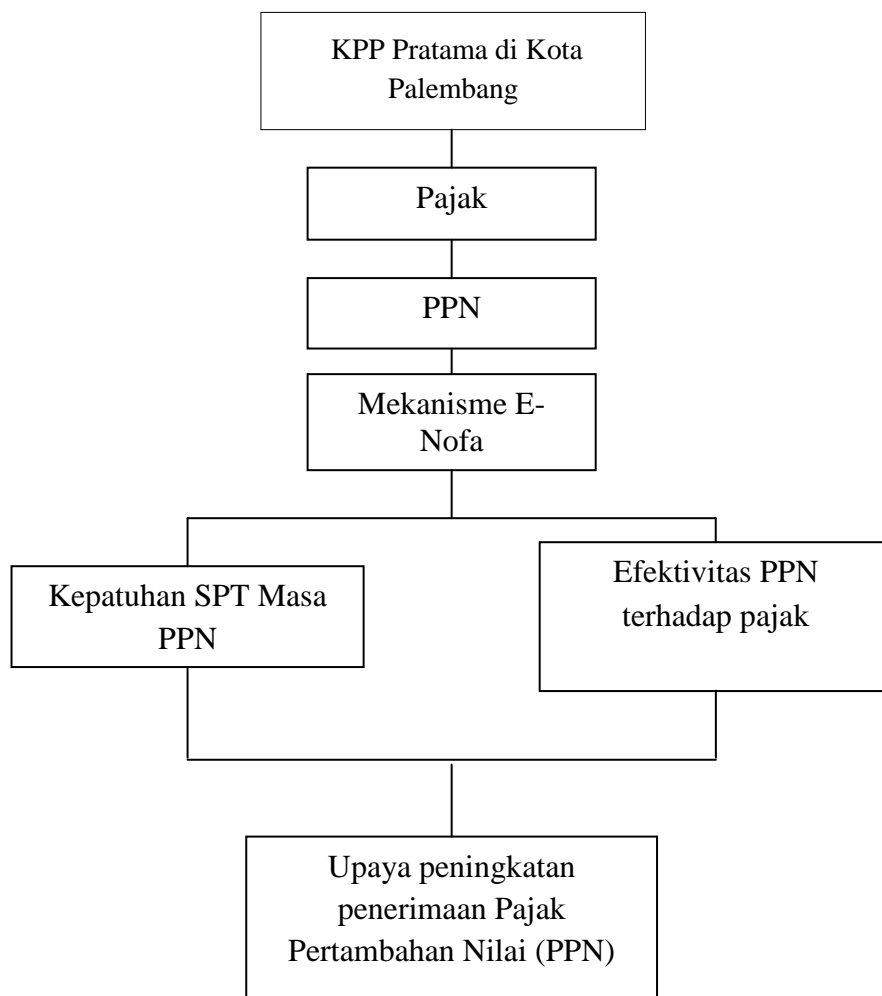 KPP Pratama di Kota
Palembang
Pajak
PPN
Mekanisme E-
Nofa
Kepatuhan SPT Masa
PPN
Efektivitas PPN
terhadap pajak
Upaya peningkatan
penerimaan Pajak
Pertambahan Nilai (PPN)